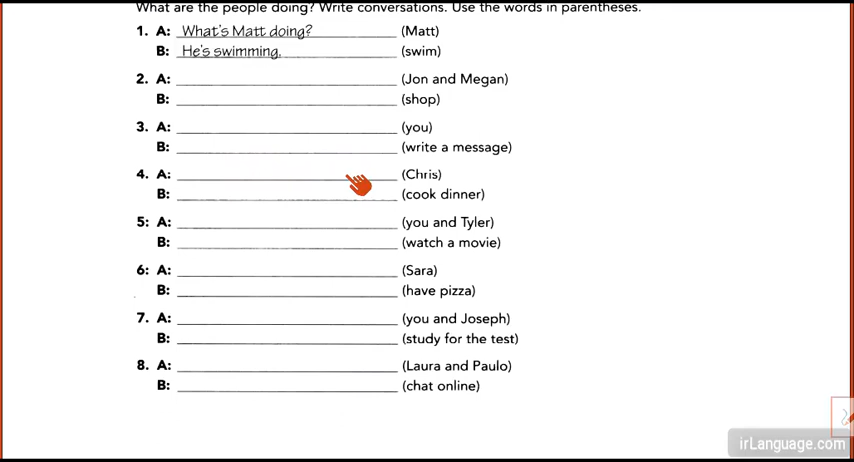 What are the people doing? Write conversations. Use the words in parentheses.
1. A: What's Matt doing? (Matt)
B: He's swimming. (swim)
2. A: (Jon and Megan)
B: (shop)
3. A: (you)
B: (write a message)
4. A: (Chris)
B: (cook dinner)
5: A: (you and Tyler)
B: (watch a movie)
6: A: (Sara)
B: (have pizza)
7. A: (you and Joseph)
B: (study for the test)
8. A: (Laura and Paulo)
B: (chat online)
irLanguage.com